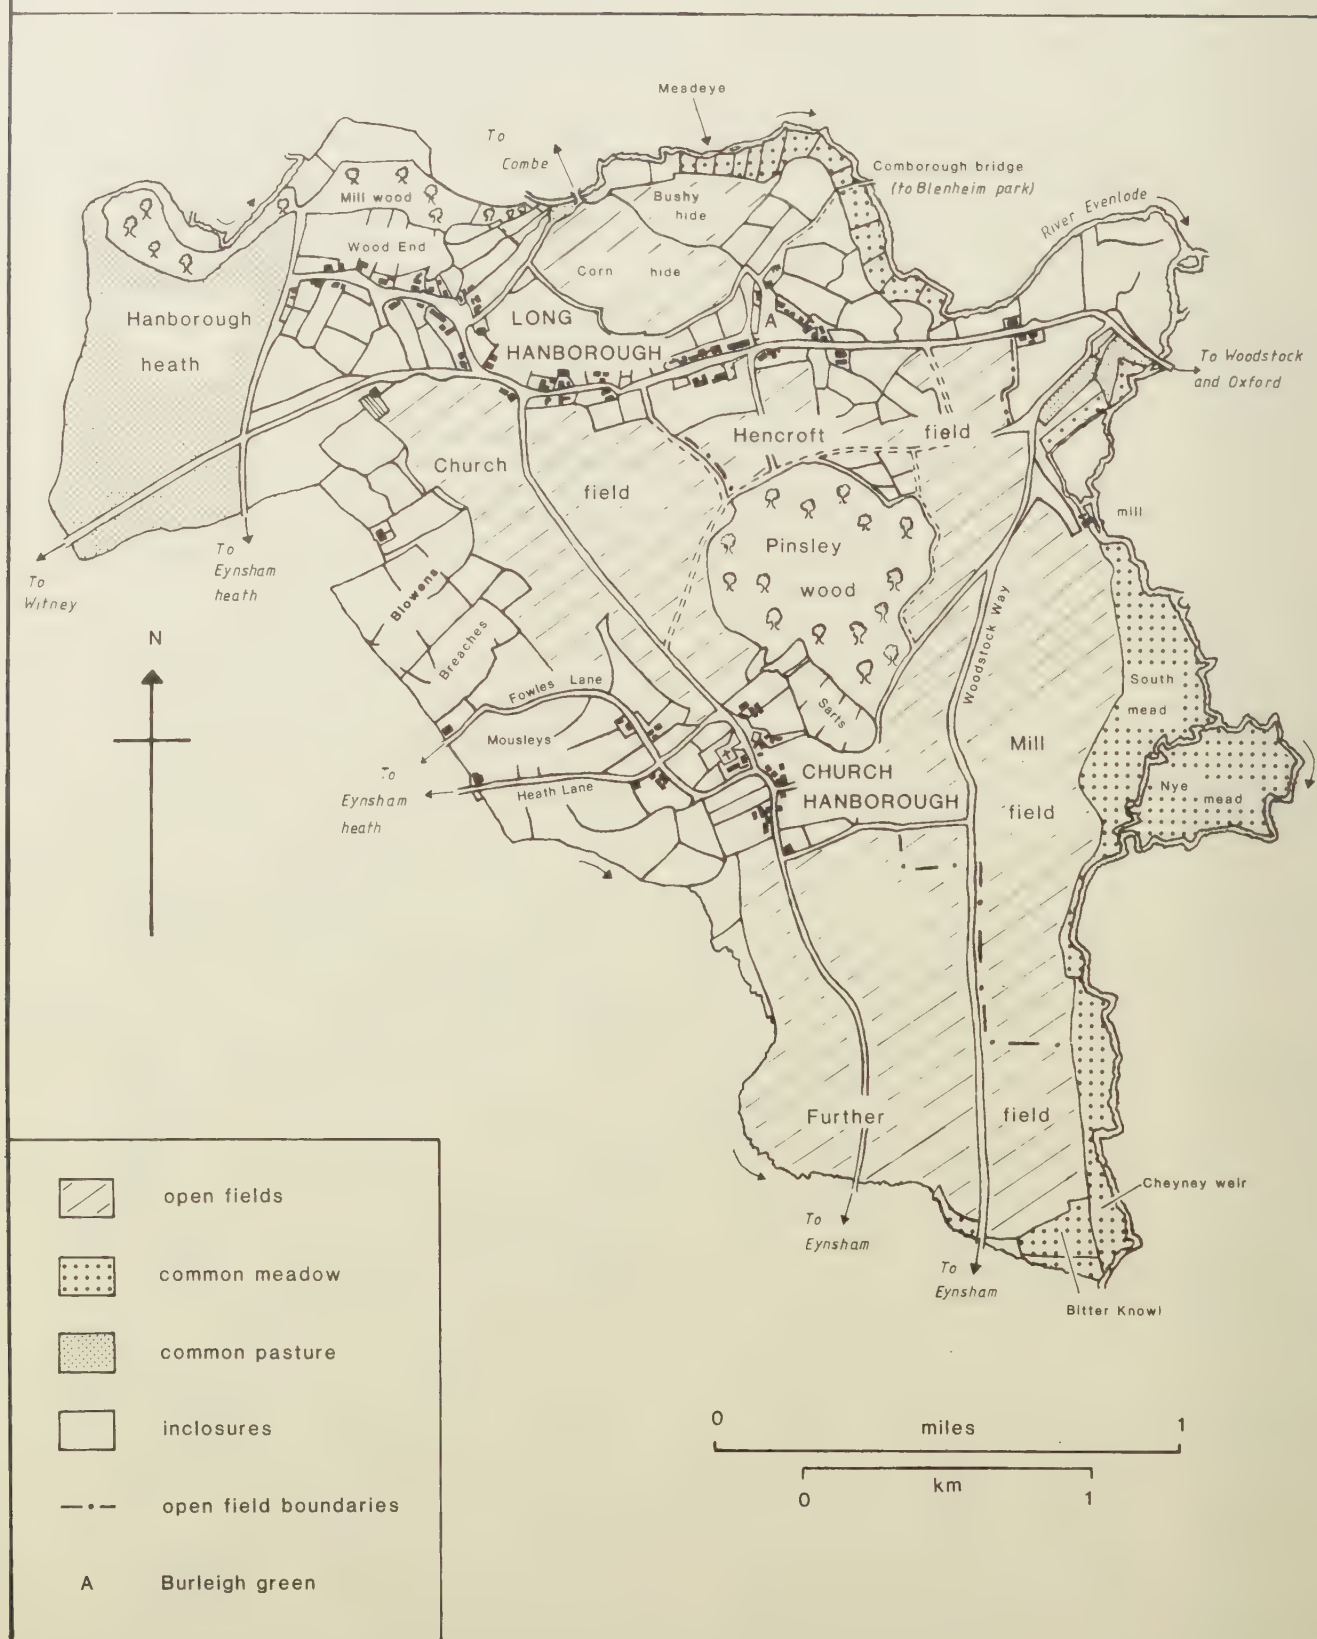 Meadeye
To
Combe
Comborough bridge
(to Blenheim park)
Mill wood
Bushy
hide
River Evenlode
Wood End
Corn hide
Hanborough
heath
LONG
HANBOROUGH
A
To Woodstock
and Oxford
Hencroft field
Church
field
mill
Pinsley
wood
To
Eynsham
heath
To
Witney
Blowens
Breaches
Woodstock Way
N
Fowles Lane
Sarts
South
mead
Mousleys
Mill
field
To
Eynsham
heath
Heath Lane
CHURCH
HANBOROUGH
Nye
mead
Further field
Cheyney weir
To
Eynsham
To
Eynsham
Bitter Knowl
open fields
common meadow
common pasture
inclosures
open field boundaries
A Burleigh green
0 miles 1
km
0 1